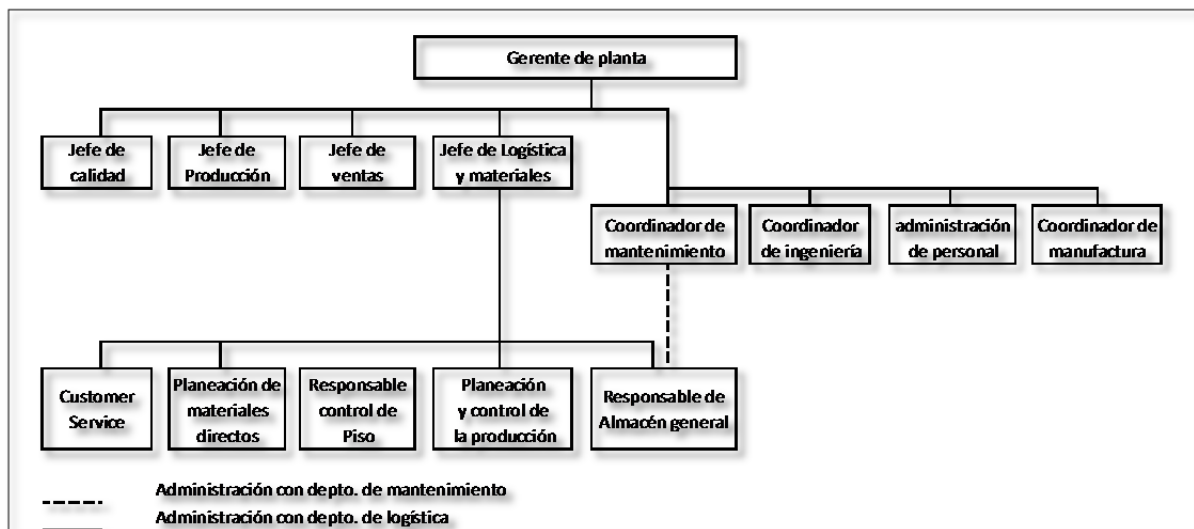 Gerente de planta
Jefe de
calidad
Jefe de
Producción
Jefe de
ventas
Jefe de Logística
y materiales
Coordinador de
mantenimiento
Coordinador
de ingeniería
administración
de personal
Coordinador de
manufactura
Customer
Service
Planeación de
materiales
directos
Responsable
control de
Piso
Planeación
y control de
la producción
Responsable de
Almacén general
Administración con depto. de mantenimiento
Administración con depto. de logística